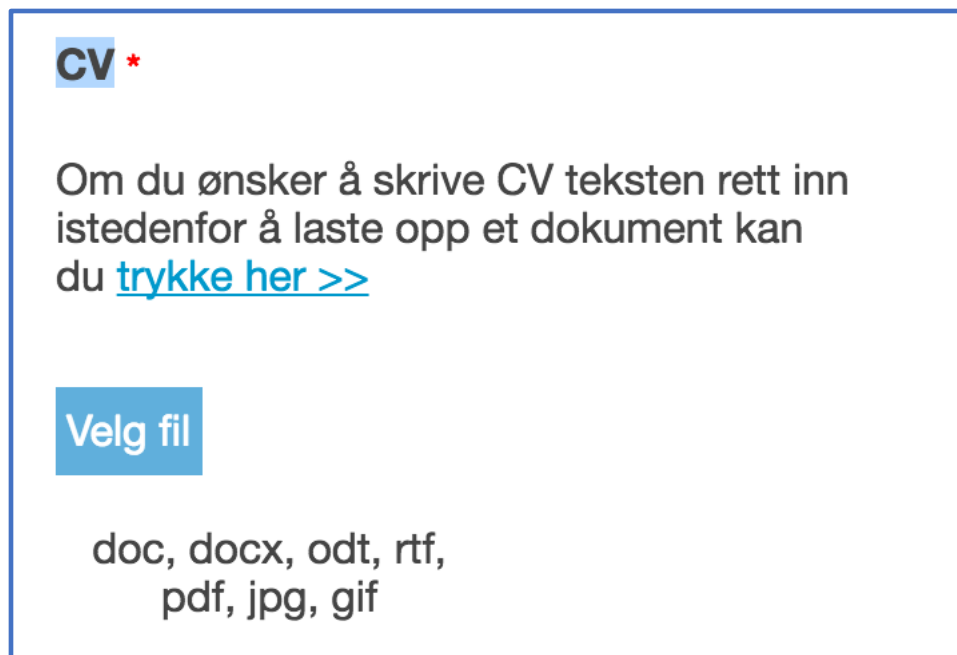 CV *
Om du ønsker å skrive CV teksten rett inn
istedenfor å laste opp et dokument kan
du trykke her >>
Velg fil
doc, docx, odt, rtf,
pdf, jpg, gif